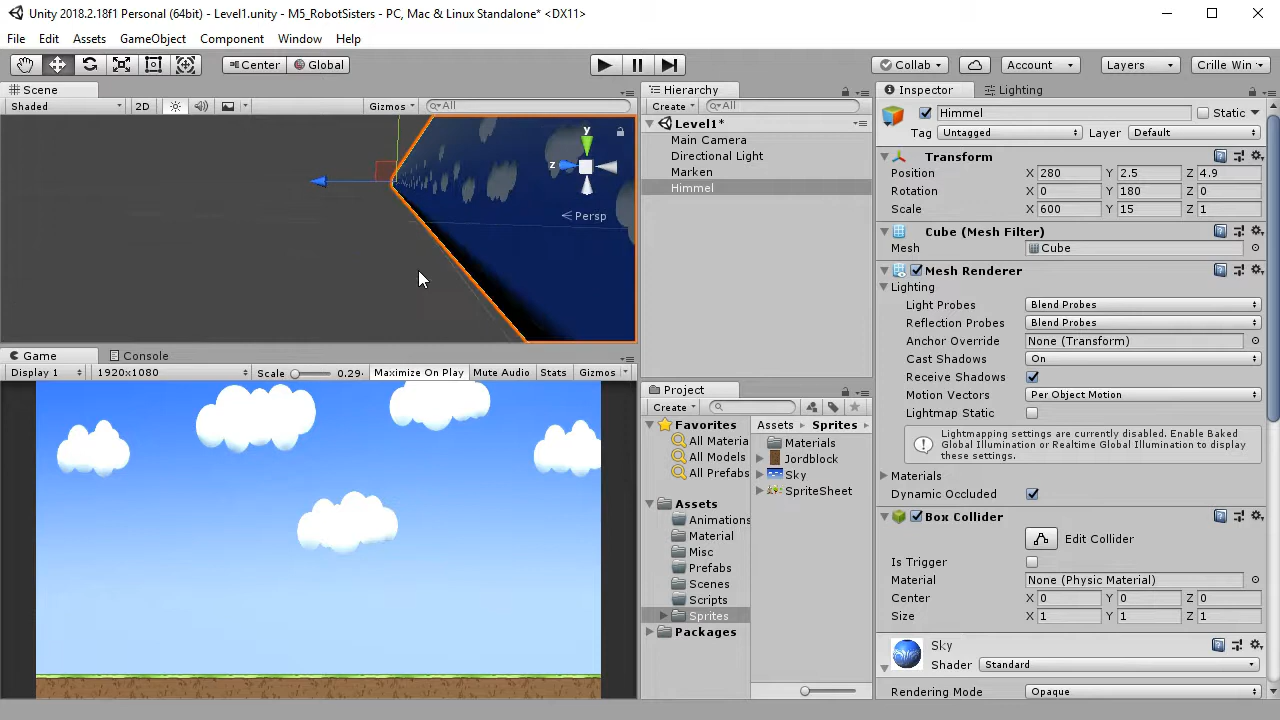 Unity 2018.2.18f1 Personal (64bit) - Level1.unity - M5_RobotSisters - PC, Mac & Linux Standalone* <DX11>
File Edit Assets GameObject Component Window Help
Center Global Collab Account Layers Crille Win
Scene
Shaded 2D Gizmos All
y
z
Persp
Game Console
Display 1 1920x1080 Scale 0.29 Maximize On Play Mute Audio Stats Gizmos
Hierarchy
Create All
Level1*
Main Camera
Directional Light
Marken
Himmel
Project
Create
Favorites
All Materia
All Models
All Prefabs
Assets
Animations
Material
Misc
Prefabs
Scenes
Scripts
Sprites
Packages
Assets Sprites
Materials
Jordblock
Sky
SpriteSheet
Inspector Lighting
Himmel Static
Tag Untagged Layer Default
Transform
Position X 280 Y 2.5 Z 4.9
Rotation X 0 Y 180 Z 0
Scale X 600 Y 15 Z 1
Cube (Mesh Filter)
Mesh Cube
Mesh Renderer
Lighting
Light Probes Blend Probes
Reflection Probes Blend Probes
Anchor Override None (Transform)
Cast Shadows On
Receive Shadows
Motion Vectors Per Object Motion
Lightmap Static
Lightmapping settings are currently disabled. Enable Baked
Global Illumination or Realtime Global Illumination to display
these settings.
Materials
Dynamic Occluded
Box Collider
Edit Collider
Is Trigger
Material None (Physic Material)
Center X 0 Y 0 Z 0
Size X 1 Y 1 Z 1
Sky
Shader Standard
Rendering Mode Opaque